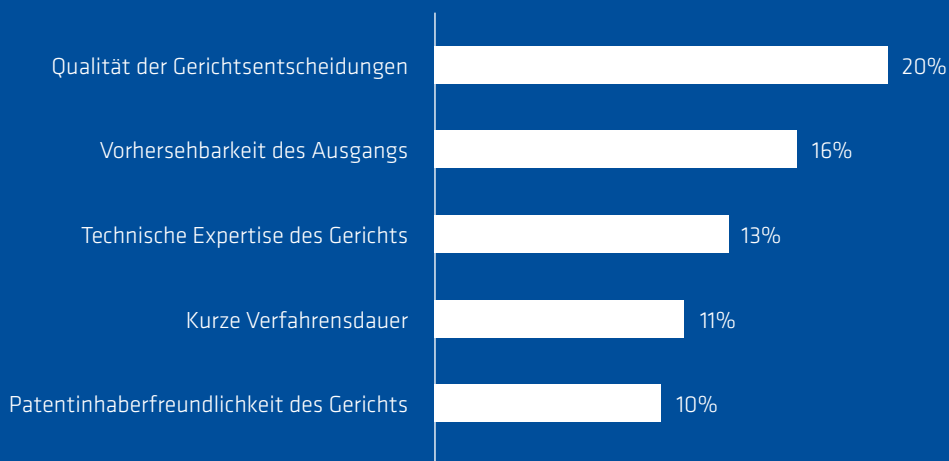 Qualität der Gerichtsentscheidungen 20%
Vorhersehbarkeit des Ausgangs 16%
Technische Expertise des Gerichts 13%
Kurze Verfahrensdauer 11%
Patentinhaberfreundlichkeit des Gerichts 10%